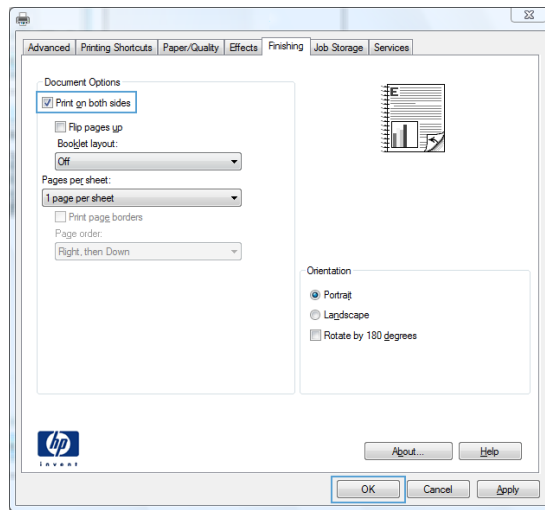 Advanced Printing Shortcuts Paper/Quality Effects Finishing Job Storage Services
Document Options
Print on both sides
Flip pages up
Booklet layout:
Off
Pages per sheet:
1 page per sheet
Print page borders
Page order:
Right, then Down
E
Orientation
Portrait
Landscape
Rotate by 180 degrees
hp
invent
About... Help
OK Cancel Apply